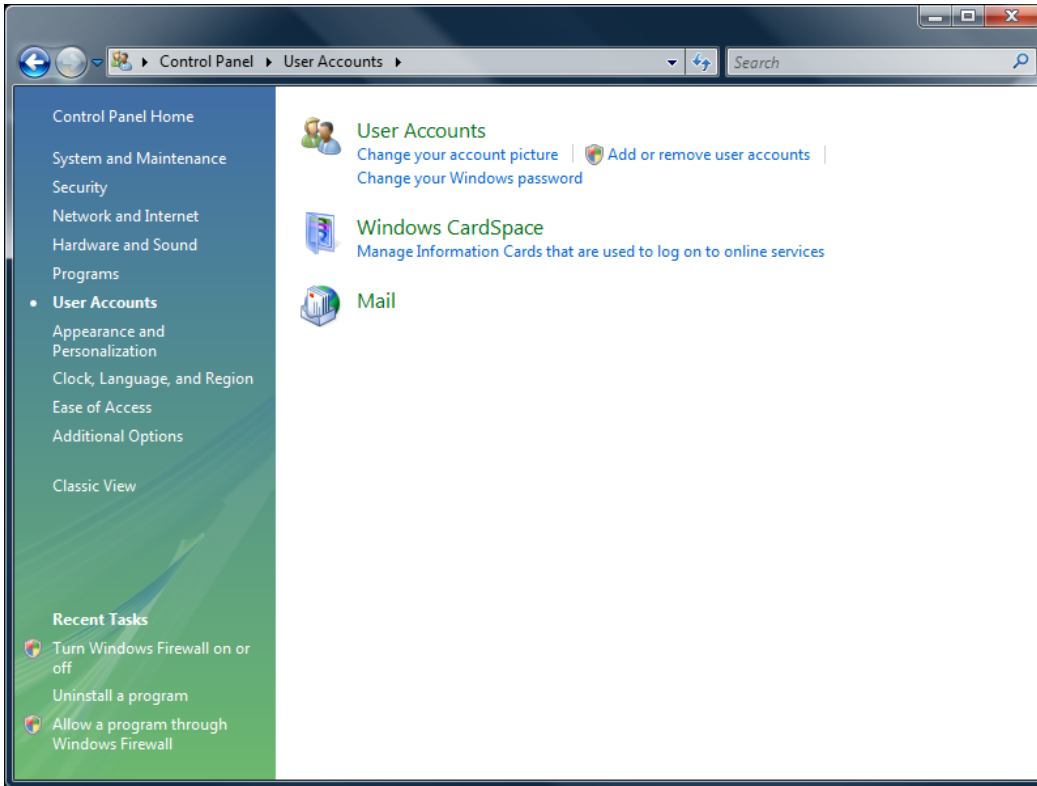 Control Panel User Accounts
Search
Control Panel Home
System and Maintenance
Security
Network and Internet
Hardware and Sound
Programs
User Accounts
Appearance and
Personalization
Clock, Language, and Region
Ease of Access
Additional Options
Classic View
Recent Tasks
Turn Windows Firewall on or
off
Uninstall a program
Allow a program through
Windows Firewall
User Accounts
Change your account picture Add or remove user accounts
Change your Windows password
Windows CardSpace
Manage Information Cards that are used to log on to online services
Mail